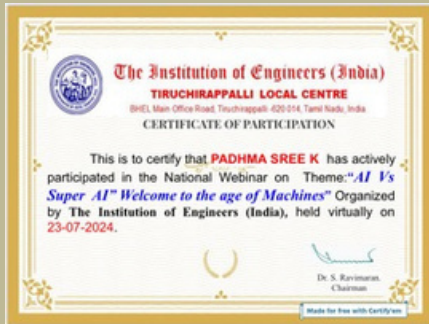 The Institution of Engineers (India)
TIRUCHIRAPPALLI LOCAL CENTRE
BHEL Main Office Road, Tiruchirappalli -620 014, Tamil Nadu, India
CERTIFICATE OF PARTICIPATION
This is to certify that PADHMA SREE K has actively
participated in the National Webinar on Theme:"AI Vs
Super AI" Welcome to the age of Machines" Organized
by The Institution of Engineers (India), held virtually on
23-07-2024.
Dr. S. Ravimaran,
Chairman
Made for free with Certify'em